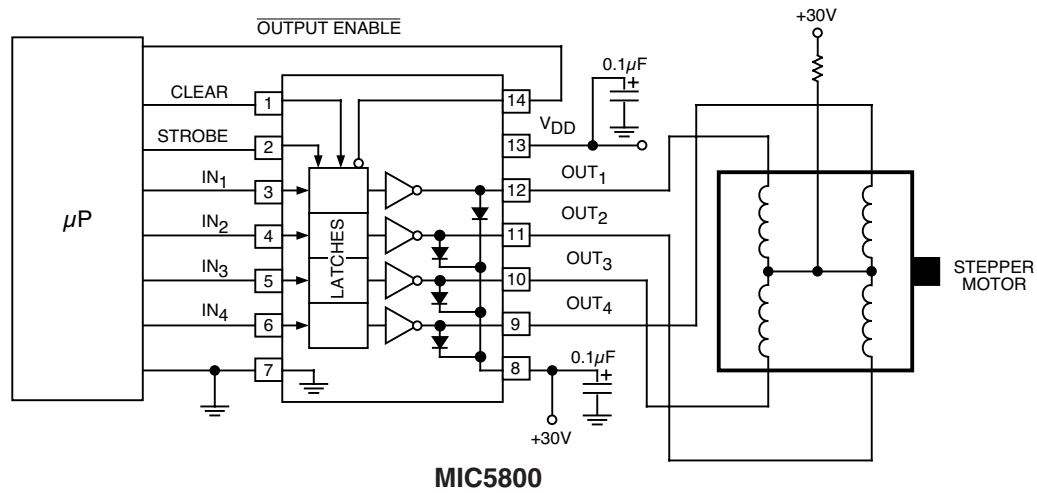 +30V
OUTPUT ENABLE
0.1µF
+
CLEAR
1
14
VDD
STROBE
2
13
IN1
3
12
OUT1
µP
IN2
4
LATCHES
11
OUT2
IN3
5
10
OUT3
STEPPER
MOTOR
IN4
6
9
OUT4
7
8
0.1µF
+
+30V
MIC5800